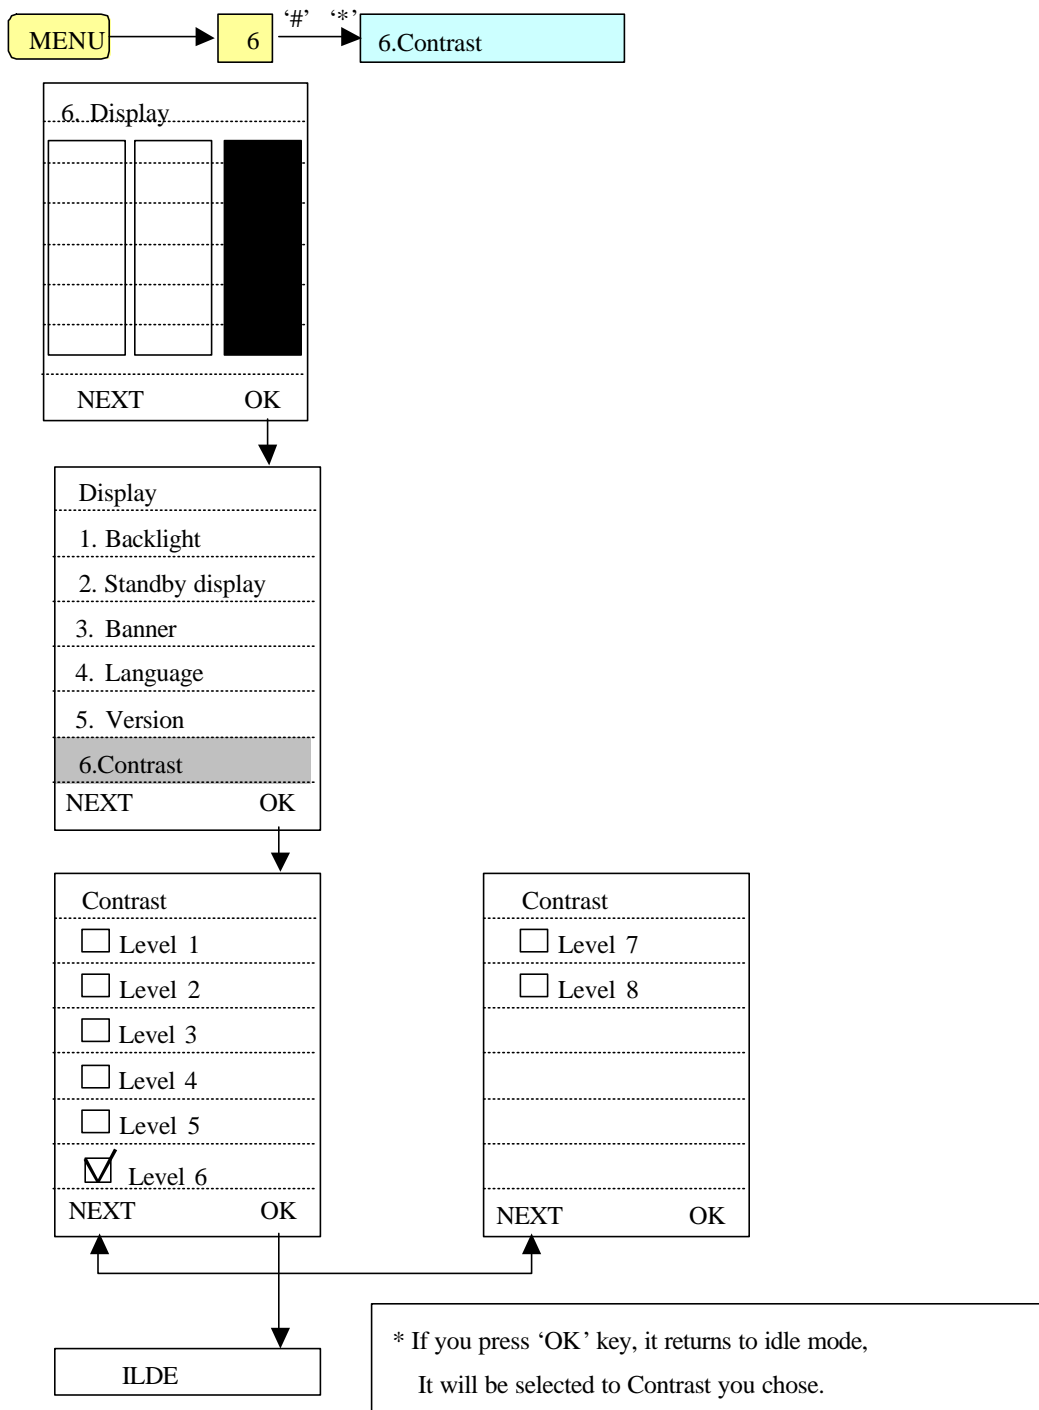 MENU
6
‘#’ ‘*’
6.Contrast
6. Display
NEXT OK
Display
1. Backlight
2. Standby display
3. Banner
4. Language
5. Version
6.Contrast
NEXT OK
Contrast
Level 1
Level 2
Level 3
Level 4
Level 5
Level 6
NEXT OK
Contrast
Level 7
Level 8
NEXT OK
ILDE
* If you press ‘OK’ key, it returns to idle mode,
It will be selected to Contrast you chose.